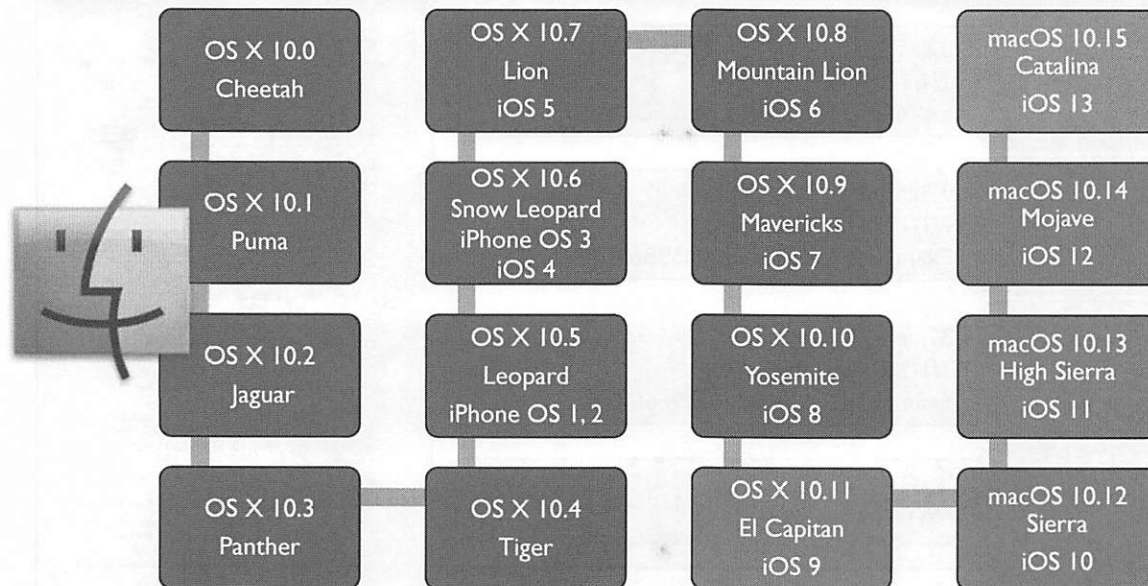 OS X 10.0
Cheetah
OS X 10.1
Puma
OS X 10.2
Jaguar
OS X 10.3
Panther
OS X 10.4
Tiger
OS X 10.5
Leopard
iPhone OS 1, 2
OS X 10.6
Snow Leopard
iPhone OS 3
iOS 4
OS X 10.7
Lion
iOS 5
OS X 10.8
Mountain Lion
iOS 6
OS X 10.9
Mavericks
iOS 7
OS X 10.10
Yosemite
iOS 8
OS X 10.11
El Capitan
iOS 9
macOS 10.12
Sierra
iOS 10
macOS 10.13
High Sierra
iOS 11
macOS 10.14
Mojave
iOS 12
macOS 10.15
Catalina
iOS 13